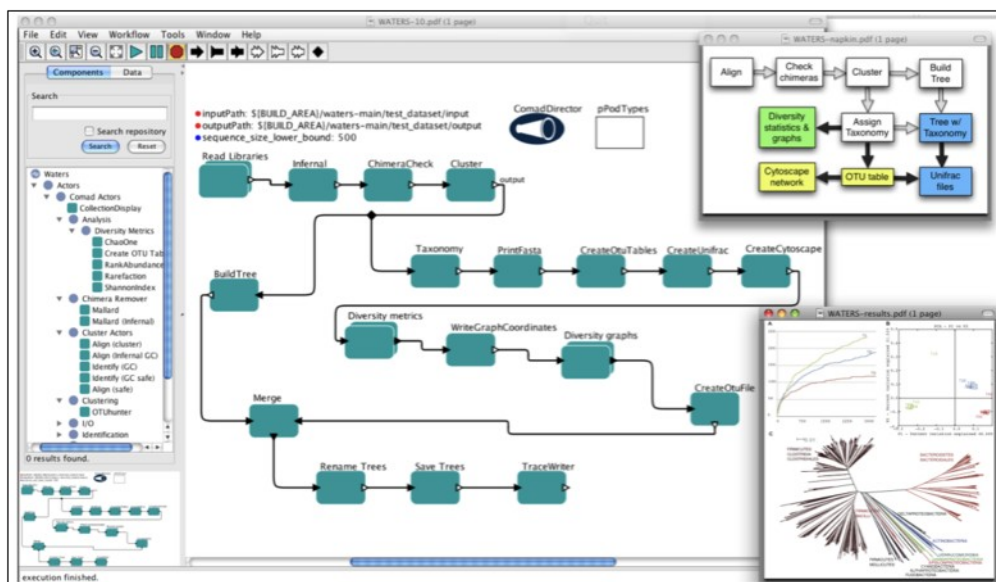 WATERS-10.pdf (1 page)
File Edit View Workflow Tools Window Help
Components Data
Search
Search repository
Search Reset
Waters
Actors
Comad Actors
CollectionDisplay
Analysis
Diversity Metrics
ChaoOne
Create OTU Tab
RankAbundance
Rarefaction
ShannonIndex
Chimera Remover
Mallard
Mallard (Infernal)
Cluster Actors
Align (cluster)
Align (Infernal GC)
Identify (GC)
Identify (GC safe)
Align (safe)
Clustering
OTUhunter
I/O
Identification
0 results found.
execution finished.
inputPath: $[BUILD_AREA}/waters-main/test_dataset/input
outputPath: $[BUILD_AREA}/waters-main/test_dataset/output
sequence_size_lower_bound: 500
ComadDirector
pPodTypes
Read Libraries
Infernal
ChimeraCheck
Cluster
output
BuildTree
Taxonomy
PrintFasta
CreateOtuTables
CreateUnifrac
CreateCytoscape
Diversity metrics
WriteGraphCoordinates
Diversity graphs
CreateOtuFile
Merge
Rename Trees
Save Trees
TraceWriter
WATERS-napkin.pdf (1 page)
Align
Check
chimeras
Cluster
Build
Tree
Diversity
statistics &
graphs
Assign
Taxonomy
Tree w/
Taxonomy
Cytoscape
network
OTU table
Unifrac
files
WATERS-results.pdf (1 page)
A
B
C